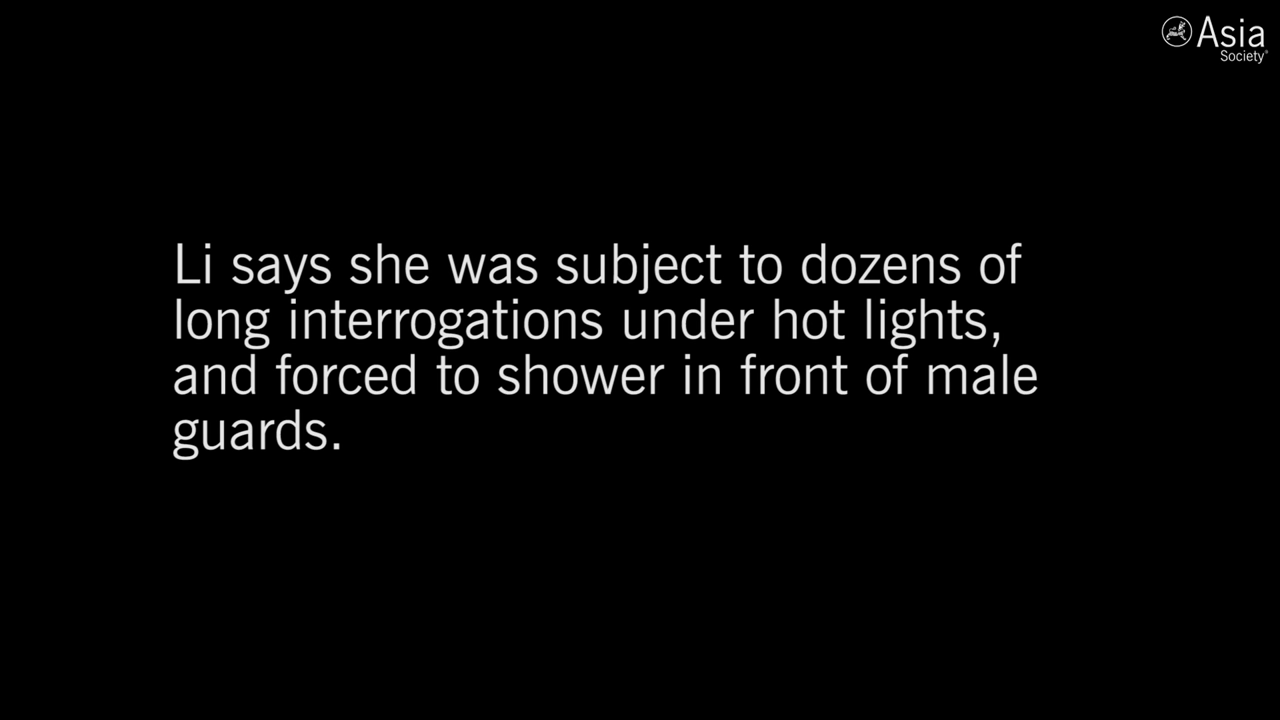 Asia
Society®
Li says she was subject to dozens of
long interrogations under hot lights,
and forced to shower in front of male
guards.